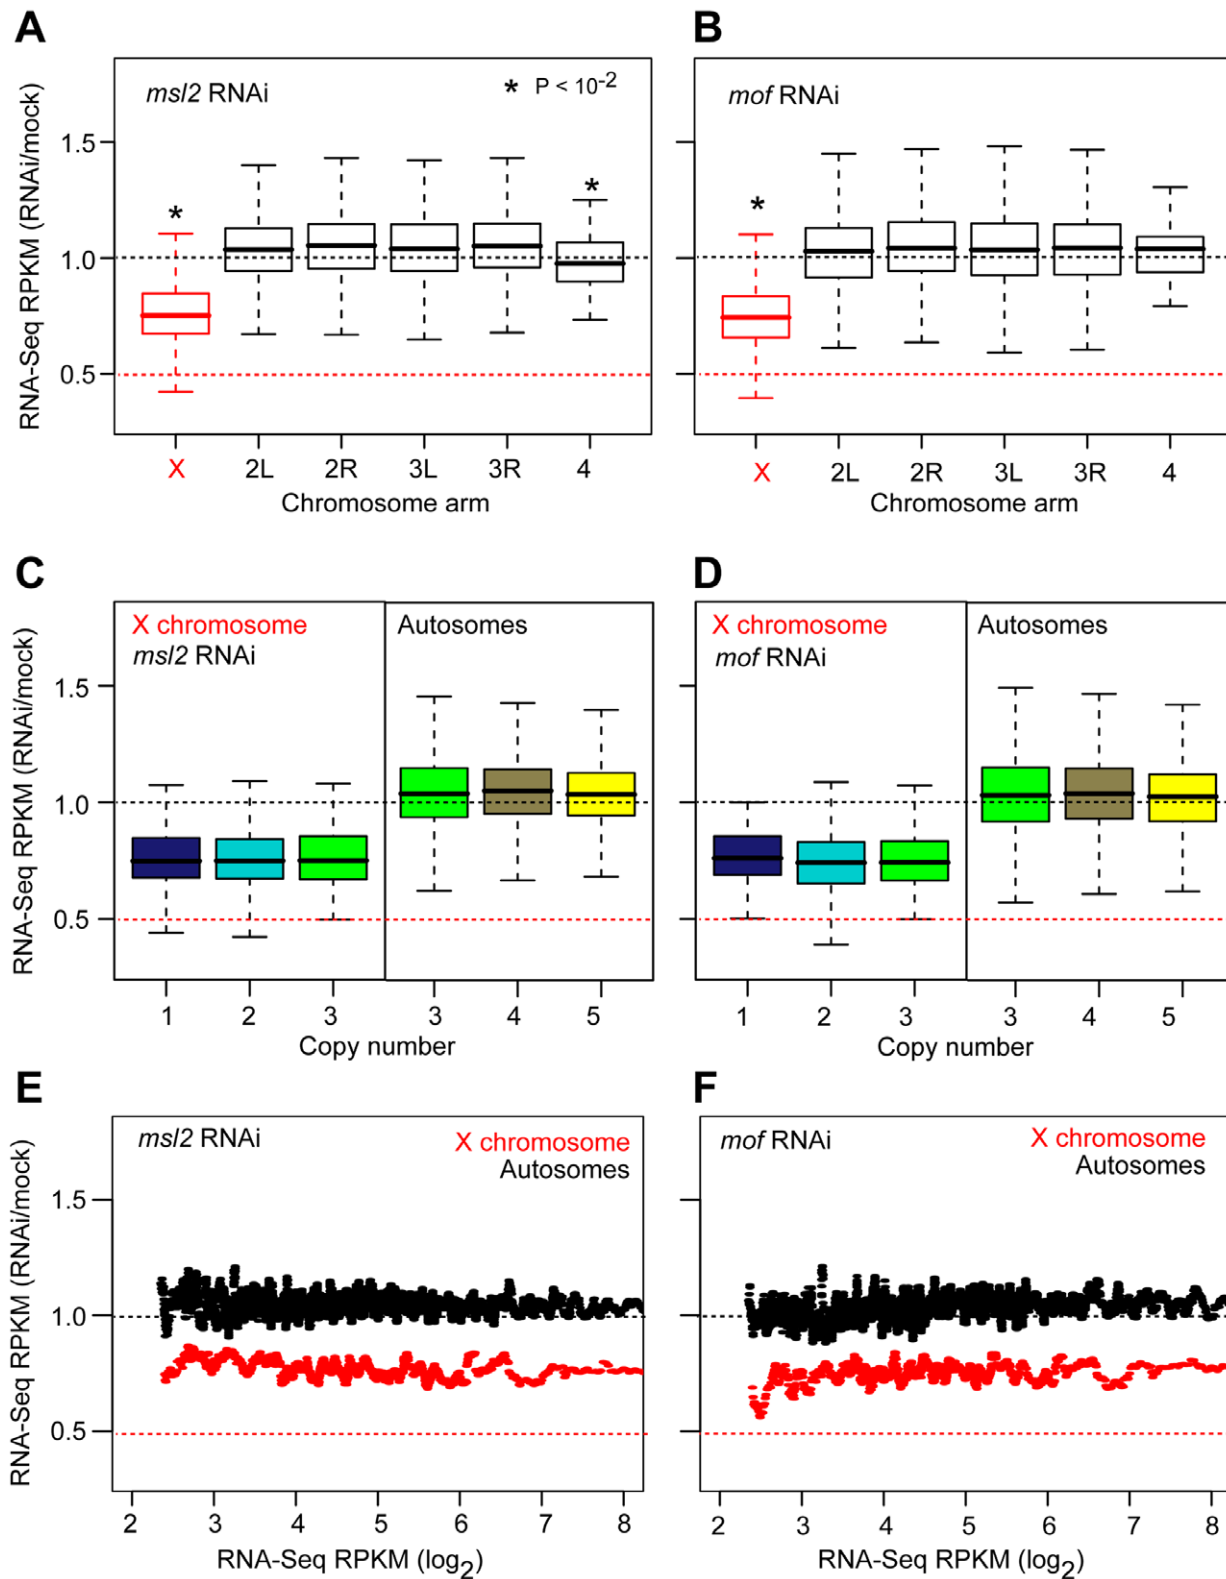 A
B
RNA-Seq RPKM (RNAi/mock)
msl2 RNAi
* P < 10-2
mof RNAi
1.5
1.0
0.5
*
*
*
X 2L 2R 3L 3R 4
Chromosome arm
X 2L 2R 3L 3R 4
Chromosome arm
C
D
RNA-Seq RPKM (RNAi/mock)
X chromosome
msl2 RNAi
Autosomes
X chromosome
mof RNAi
Autosomes
1.5
1.0
0.5
1 2 3 3 4 5
Copy number
1 2 3 3 4 5
Copy number
E
F
RNA-Seq RPKM (RNAi/mock)
msl2 RNAi
X chromosome
Autosomes
mof RNAi
X chromosome
Autosomes
1.5
1.0
0.5
2 3 4 5 6 7 8
RNA-Seq RPKM (log2)
2 3 4 5 6 7 8
RNA-Seq RPKM (log2)